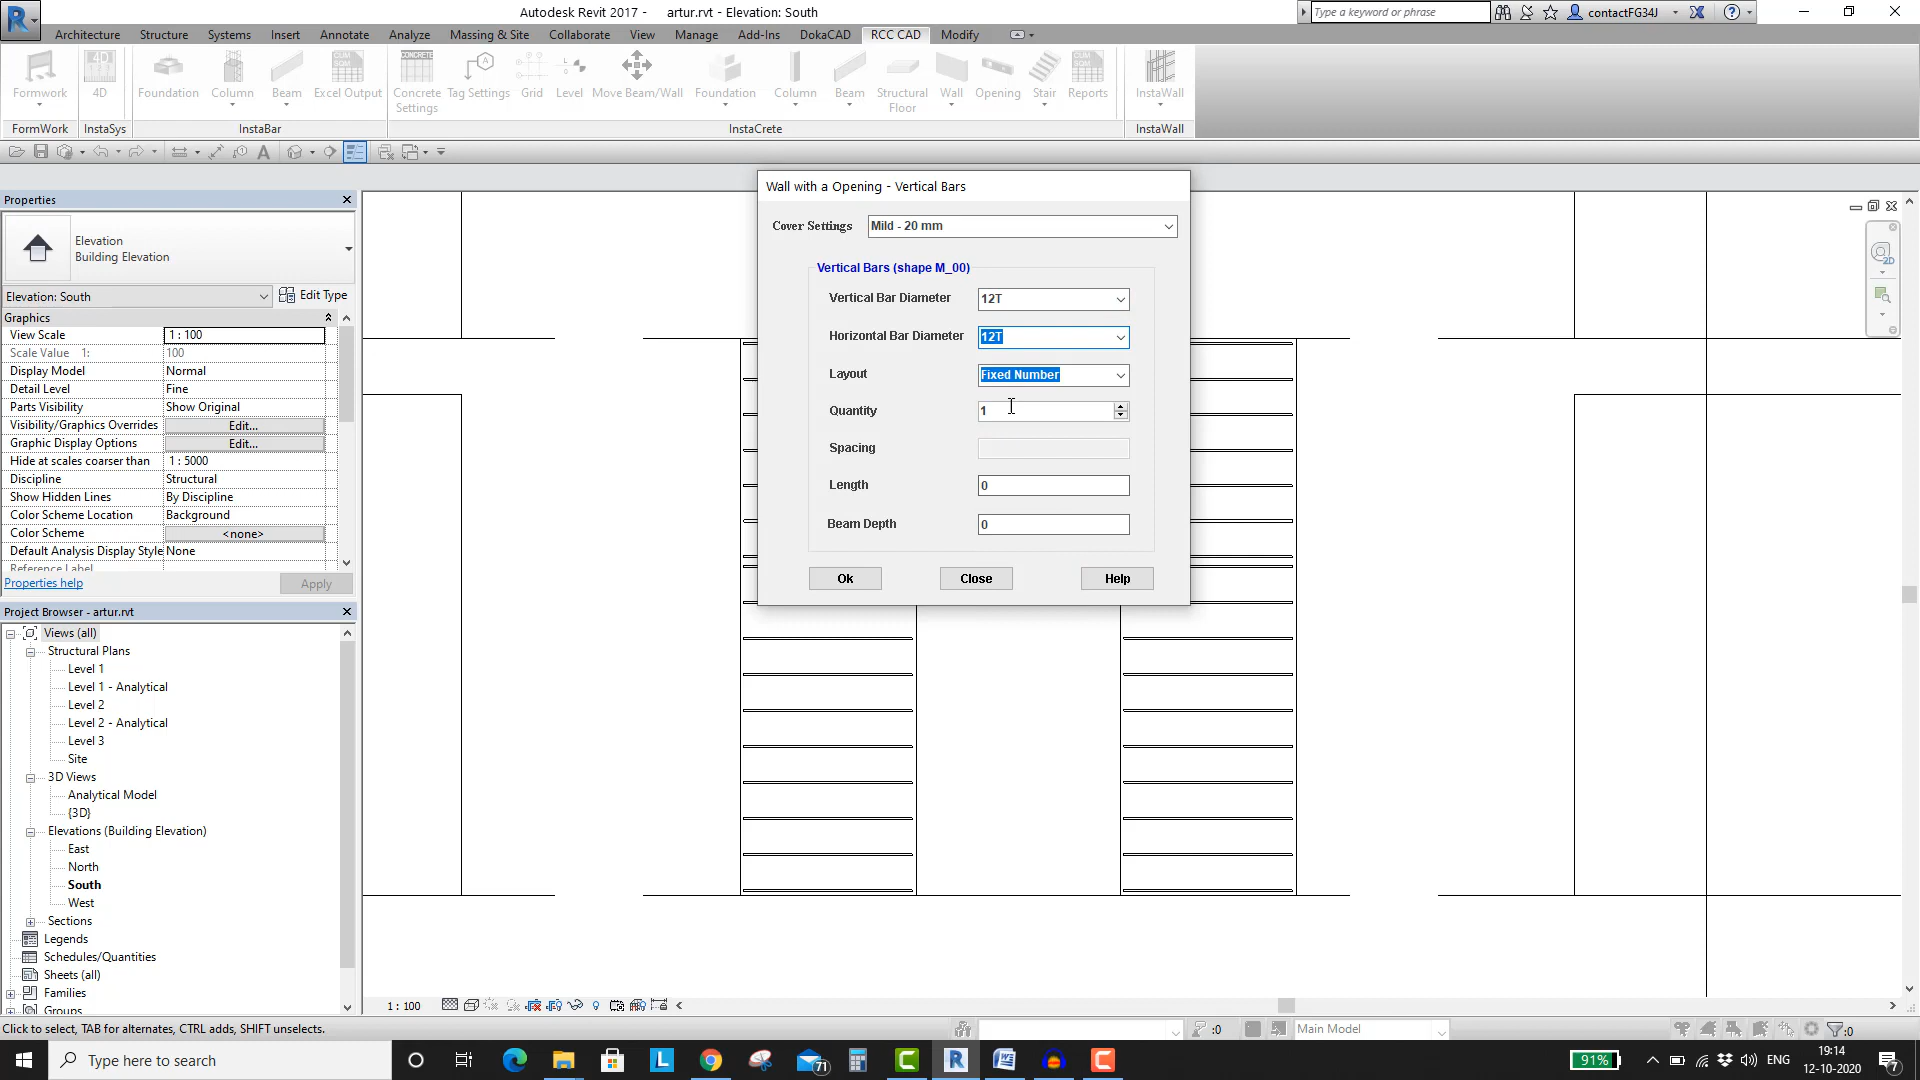 Autodesk Revit 2017 - artur.rvt - Elevation: South
Type a keyword or phrase
contactFG34J
Architecture Structure Systems Insert Annotate Analyze Massing & Site Collaborate View Manage Add-Ins DokaCAD RCC CAD Modify
Formwork 4D Foundation Column Beam Excel Output Concrete Settings Tag Settings Grid Level Move Beam/Wall Foundation Column Beam Structural Floor Wall Opening Stair Reports InstaWall
FormWork InstaSys InstaBar InstaCrete InstaWall
Properties
Elevation
Building Elevation
Elevation: South Edit Type
Graphics
View Scale 1 : 100
Scale Value 1: 100
Display Model Normal
Detail Level Fine
Parts Visibility Show Original
Visibility/Graphics Overrides Edit...
Graphic Display Options Edit...
Hide at scales coarser than 1 : 5000
Discipline Structural
Show Hidden Lines By Discipline
Color Scheme Location Background
Color Scheme <none>
Default Analysis Display Style None
Reference Label
Properties help Apply
Project Browser - artur.rvt
Views (all)
Structural Plans
Level 1
Level 1 - Analytical
Level 2
Level 2 - Analytical
Level 3
Site
3D Views
Analytical Model
{3D}
Elevations (Building Elevation)
East
North
South
West
Sections
Legends
Schedules/Quantities
Sheets (all)
Families
Groups
Wall with a Opening - Vertical Bars
Cover Settings Mild - 20 mm
Vertical Bars (shape M_00)
Vertical Bar Diameter 12T
Horizontal Bar Diameter 12T
Layout Fixed Number
Quantity 1
Spacing
Length 0
Beam Depth 0
Ok Close Help
2D
1 : 100
Click to select, TAB for alternates, CTRL adds, SHIFT unselects.
:0 Main Model :0
Type here to search
71
91% ENG 19:14
12-10-2020
7